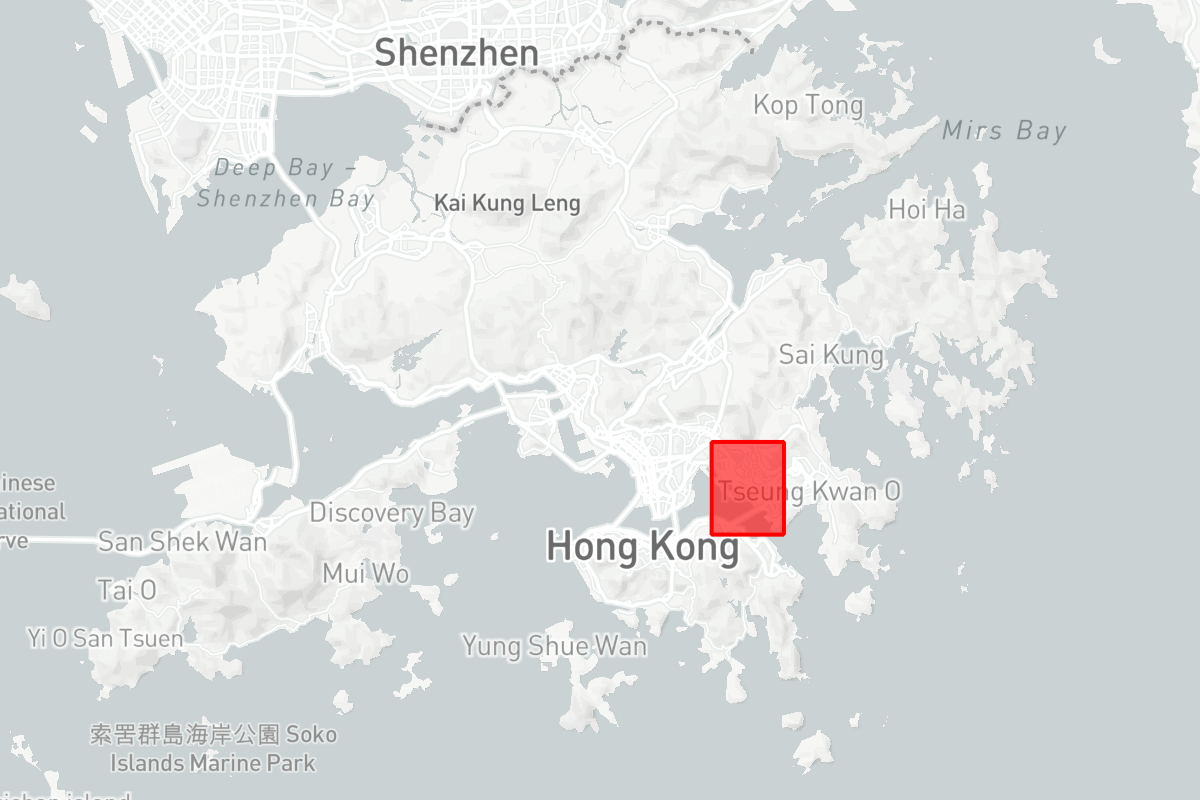 Shenzhen
Kop Tong
Mirs Bay
Deep Bay –
Shenzhen Bay
Kai Kung Leng
Hoi Ha
Sai Kung
inese
ational
rve
Tseung Kwan O
Discovery Bay
San Shek Wan
Hong Kong
Mui Wo
Tai O
Yi O San Tsuen
Yung Shue Wan
索罟群島海岸公園 Soko
Islands Marine Park
island